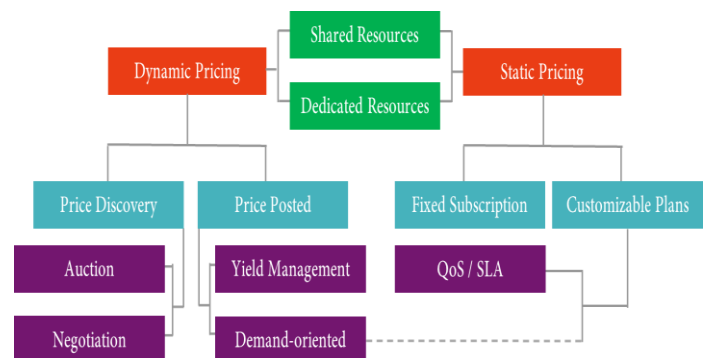 Shared Resources
Dynamic Pricing
Static Pricing
Dedicated Resources
Price Discovery
Price Posted
Fixed Subscription
Customizable Plans
Auction
Yield Management
QoS / SLA
Negotiation
Demand-oriented